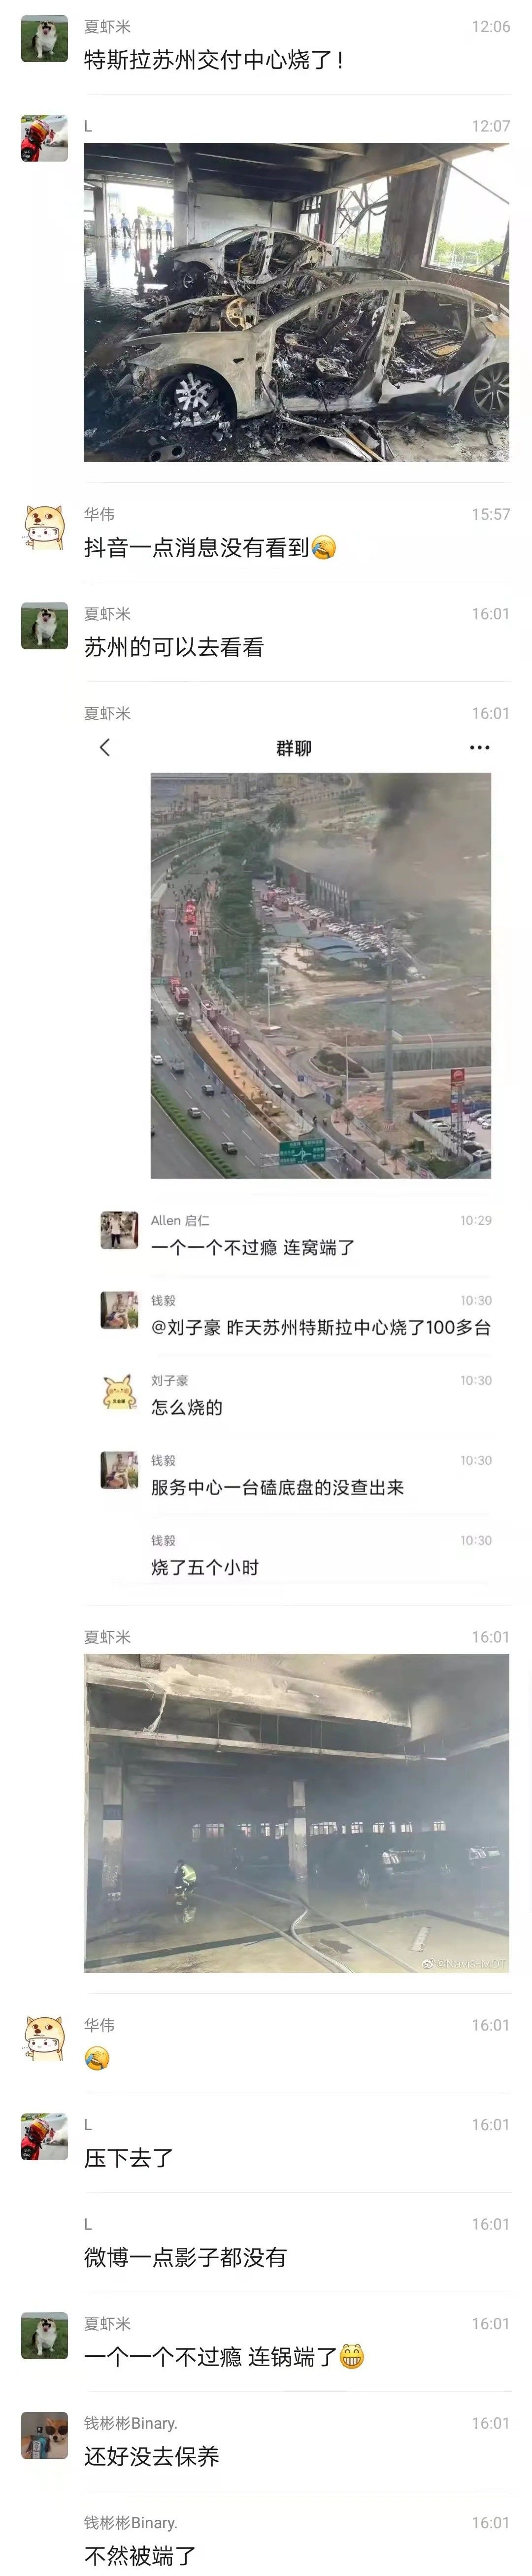 夏虾米 12:06
特斯拉苏州交付中心烧了!
L 12:07
华伟 15:57
抖音一点消息没有看到🤣
夏虾米 16:01
苏州的可以去看看
夏虾米 16:01
群聊
Allen 启仁 10:29
一个一个不过瘾 连窝端了
钱毅 10:30
@刘子豪 昨天苏州特斯拉中心烧了100多台
刘子豪 10:30
怎么烧的
钱毅 10:30
服务中心一台磕底盘的没查出来
钱毅 10:30
烧了五个小时
夏虾米 16:01
华伟 16:01
🤣
L 16:01
压下去了
L 16:01
微博一点影子都没有
夏虾米 16:01
一个一个不过瘾 连锅端了😁
钱彬彬Binary. 16:01
还好没去保养
钱彬彬Binary. 16:01
不然被端了